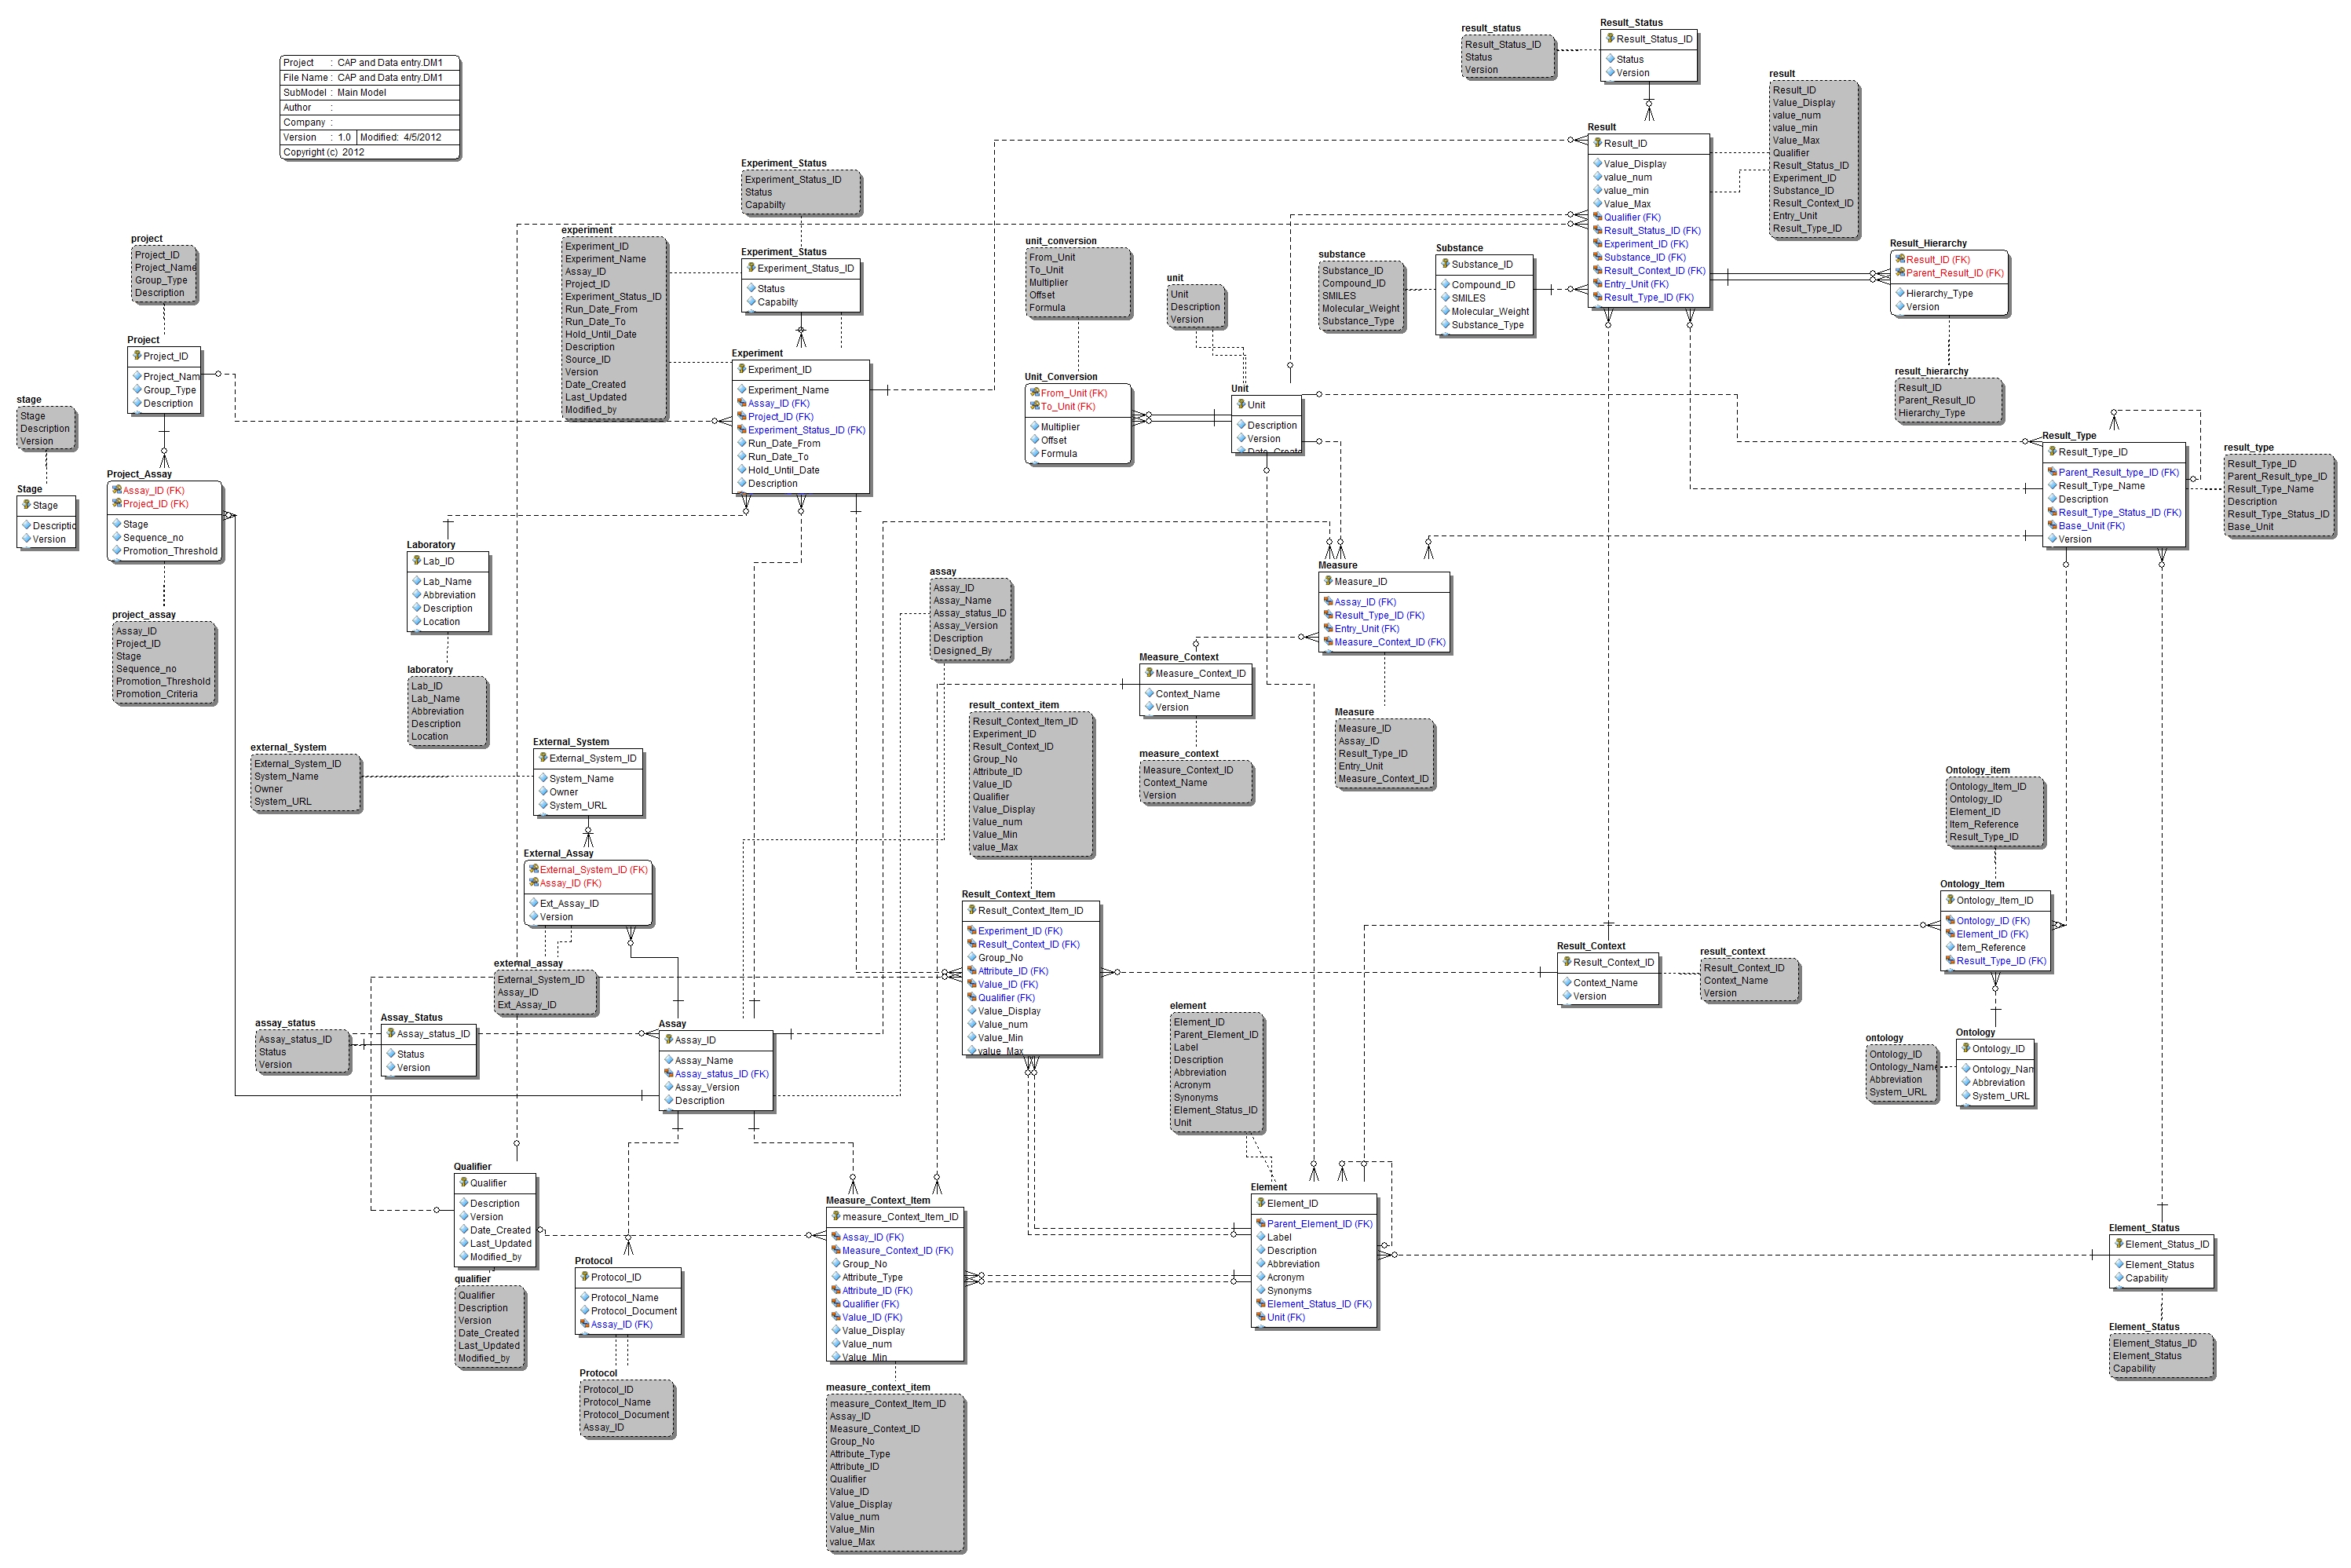 Project : CAP and Data entry.DM1
File Name : CAP and Data entry.DM1
SubModel : Main Model
Author :
Company :
Version : 1.0 Modified: 4/5/2012
Copyright (c) 2012
result_status
Result_Status_ID
Status
Version
Result_Status
Result_Status_ID
Status
Version
result
Result_ID
Value_Display
value_num
value_min
Value_Max
Qualifier
Result_Status_ID
Experiment_ID
Substance_ID
Result_Context_ID
Entry_Unit
Result_Type_ID
Result
Result_ID
Value_Display
value_num
value_min
Value_Max
Qualifier (FK)
Result_Status_ID (FK)
Experiment_ID (FK)
Substance_ID (FK)
Result_Context_ID (FK)
Entry_Unit (FK)
Result_Type_ID (FK)
Result_Hierarchy
Result_ID (FK)
Parent_Result_ID (FK)
Hierarchy_Type
Version
result_hierarchy
Result_ID
Parent_Result_ID
Hierarchy_Type
Experiment_Status
Experiment_Status_ID
Status
Capabilty
Experiment_Status
Experiment_Status_ID
Status
Capabilty
experiment
Experiment_ID
Experiment_Name
Assay_ID
Project_ID
Experiment_Status_ID
Run_Date_From
Run_Date_To
Hold_Until_Date
Description
Source_ID
Version
Date_Created
Last_Updated
Modified_by
Experiment
Experiment_ID
Experiment_Name
Assay_ID (FK)
Project_ID (FK)
Experiment_Status_ID (FK)
Run_Date_From
Run_Date_To
Hold_Until_Date
Description
unit_conversion
From_Unit
To_Unit
Multiplier
Offset
Formula
Unit_Conversion
From_Unit (FK)
To_Unit (FK)
Multiplier
Offset
Formula
unit
Unit
Description
Version
Unit
Unit
Description
Version
Date_Create
substance
Substance_ID
Compound_ID
SMILES
Molecular_Weight
Substance_Type
Substance
Substance_ID
Compound_ID
SMILES
Molecular_Weight
Substance_Type
project
Project_ID
Project_Name
Group_Type
Description
Project
Project_ID
Project_Nam
Group_Type
Description
stage
Stage
Description
Version
Stage
Stage
Descriptic
Version
Project_Assay
Assay_ID (FK)
Project_ID (FK)
Stage
Sequence_no
Promotion_Threshold
project_assay
Assay_ID
Project_ID
Stage
Sequence_no
Promotion_Threshold
Promotion_Criteria
Laboratory
Lab_ID
Lab_Name
Abbreviation
Description
Location
laboratory
Lab_ID
Lab_Name
Abbreviation
Description
Location
Result_Type
Result_Type_ID
Parent_Result_type_ID (FK)
Result_Type_Name
Description
Result_Type_Status_ID (FK)
Base_Unit (FK)
Version
result_type
Result_Type_ID
Parent_Result_type_ID
Result_Type_Name
Description
Result_Type_Status_ID
Base_Unit
assay
Assay_ID
Assay_Name
Assay_status_ID
Assay_Version
Description
Designed_By
Measure
Measure_ID
Assay_ID (FK)
Result_Type_ID (FK)
Entry_Unit (FK)
Measure_Context_ID (FK)
Measure
Measure_ID
Assay_ID
Result_Type_ID
Entry_Unit
Measure_Context_ID
Measure_Context
Measure_Context_ID
Context_Name
Version
measure_context
Measure_Context_ID
Context_Name
Version
result_context_item
Result_Context_Item_ID
Experiment_ID
Result_Context_ID
Group_No
Attribute_ID
Value_ID
Qualifier
Value_Display
Value_num
Value_Min
value_Max
external_System
External_System_ID
System_Name
Owner
System_URL
External_System
External_System_ID
System_Name
Owner
System_URL
External_Assay
External_System_ID (FK)
Assay_ID (FK)
Ext_Assay_ID
Version
external_assay
External_System_ID
Assay_ID
Ext_Assay_ID
Result_Context_Item
Result_Context_Item_ID
Experiment_ID (FK)
Result_Context_ID (FK)
Group_No
Attribute_ID (FK)
Value_ID (FK)
Qualifier (FK)
Value_Display
Value_num
Value_Min
value_Max
Ontology_item
Ontology_Item_ID
Ontology_ID
Element_ID
Item_Reference
Result_Type_ID
Ontology_Item
Ontology_Item_ID
Ontology_ID (FK)
Element_ID (FK)
Item_Reference
Result_Type_ID (FK)
Result_Context
Result_Context_ID
Context_Name
Version
result_context
Result_Context_ID
Context_Name
Version
assay_status
Assay_status_ID
Status
Version
Assay_Status
Assay_status_ID
Status
Version
Assay
Assay_ID
Assay_Name
Assay_status_ID (FK)
Assay_Version
Description
element
Element_ID
Parent_Element_ID
Label
Description
Abbreviation
Acronym
Synonyms
Element_Status_ID
Unit
ontology
Ontology_ID
Ontology_Name
Abbreviation
System_URL
Ontology
Ontology_ID
Ontology_Nam
Abbreviation
System_URL
Qualifier
Qualifier
Description
Version
Date_Created
Last_Updated
Modified_by
qualifier
Qualifier
Description
Version
Date_Created
Last_Updated
Modified_by
Protocol
Protocol_ID
Protocol_Name
Protocol_Document
Assay_ID (FK)
Protocol
Protocol_ID
Protocol_Name
Protocol_Document
Assay_ID
Measure_Context_Item
measure_Context_Item_ID
Assay_ID (FK)
Measure_Context_ID (FK)
Group_No
Attribute_Type
Attribute_ID (FK)
Qualifier (FK)
Value_ID (FK)
Value_Display
Value_num
Value_Min
measure_context_item
measure_Context_Item_ID
Assay_ID
Measure_Context_ID
Group_No
Attribute_Type
Attribute_ID
Qualifier
Value_ID
Value_Display
Value_num
Value_Min
value_Max
Element
Element_ID
Parent_Element_ID (FK)
Label
Description
Abbreviation
Acronym
Synonyms
Element_Status_ID (FK)
Unit (FK)
Element_Status
Element_Status_ID
Element_Status
Capability
Element_Status
Element_Status_ID
Element_Status
Capability